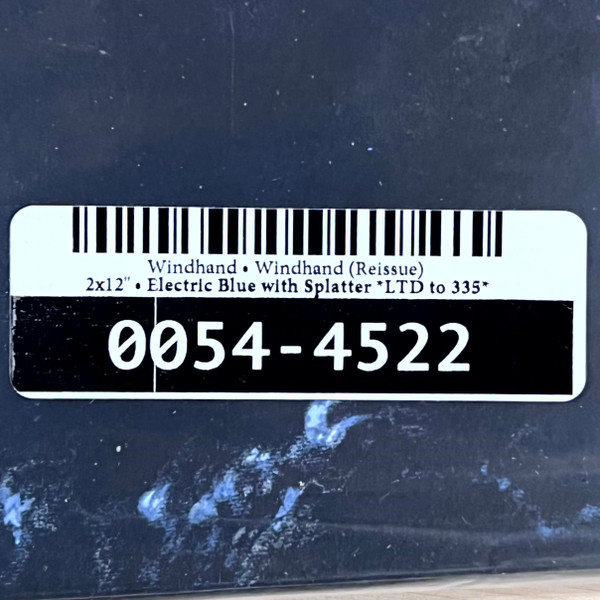 Windhand • Windhand (Reissue)
2x12" • Electric Blue with Splatter *LTD to 335*
0054-4522